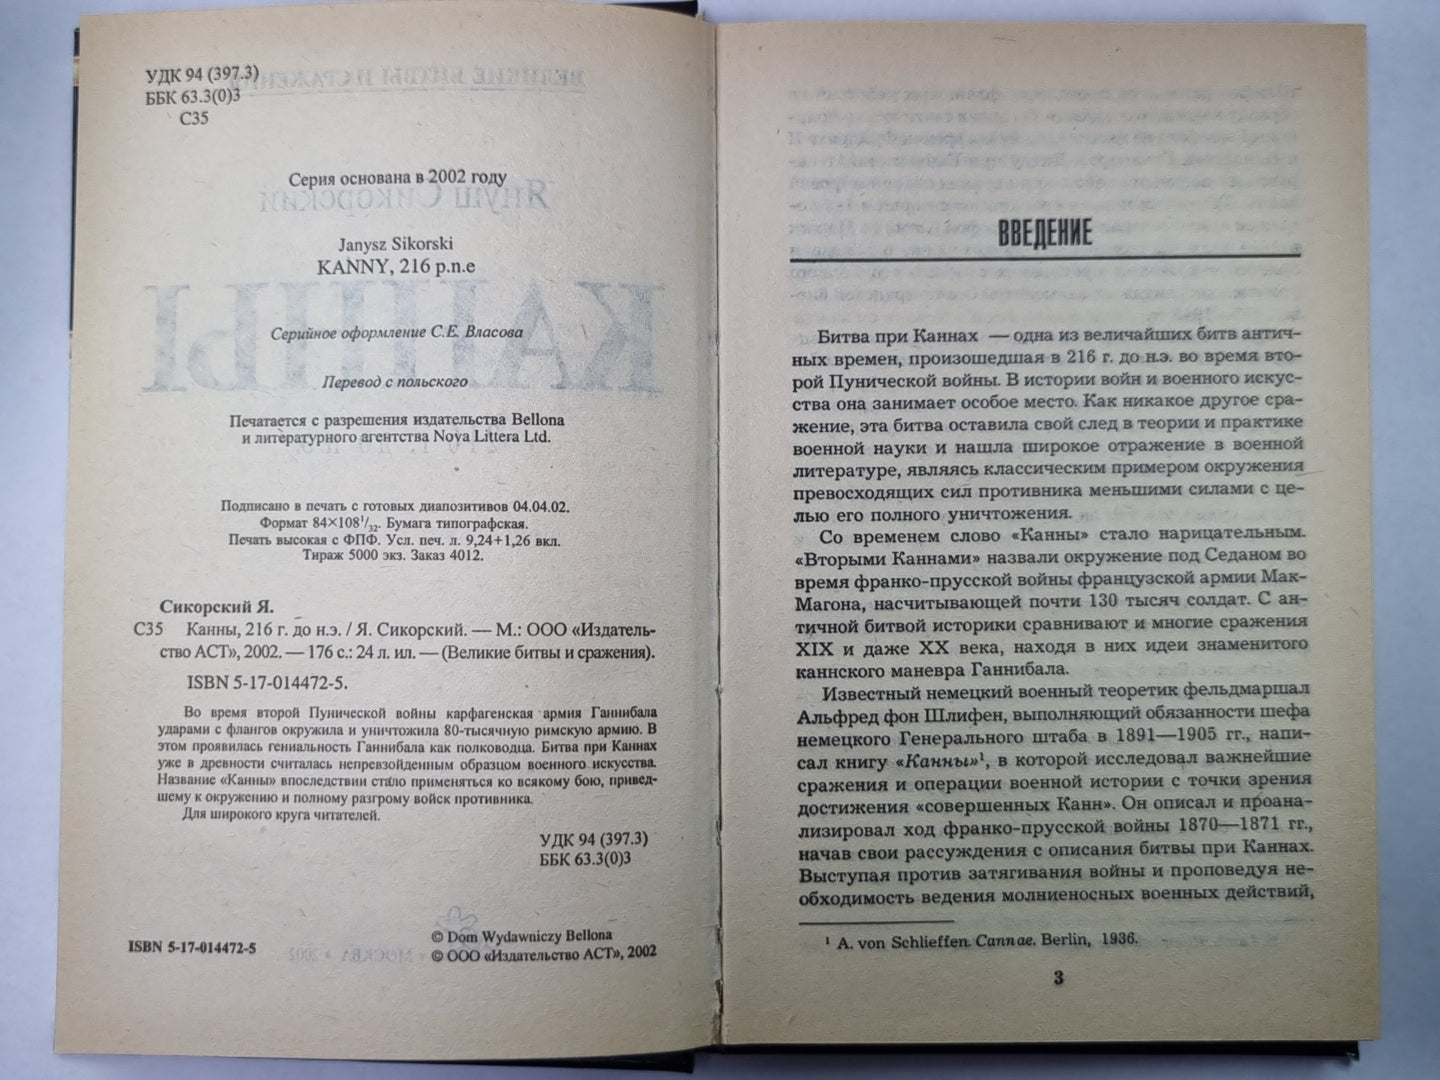 УДК 94 (397.3)
ББК 63.3(0)3
С35
Серия основана в 2002 году
Janysz Sikorski
KANNY, 216 p.n.e
Серийное оформление С.Е. Власова
Перевод с польского
Печатается с разрешения издательства Bellona
и литературного агентства Nova Littera Ltd.
Подписано в печать с готовых диапозитивов 04.04.02.
Формат 84×108¹/₃₂. Бумага типографская.
Печать высокая с ФПФ. Усл. печ. л. 9,24+1,26 вкл.
Тираж 5000 экз. Заказ 4012.
Сикорский Я.
С35 Канны, 216 г. до н.э. / Я. Сикорский. — М.: ООО «Издатель-
ство АСТ», 2002. — 176 с.: 24 л. ил. — (Великие битвы и сражения).
ISBN 5-17-014472-5.
Во время второй Пунической войны карфагенская армия Ганнибала
ударами с флангов окружила и уничтожила 80-тысячную римскую армию. В
этом проявилась гениальность Ганнибала как полководца. Битва при Каннах
уже в древности считалась непревзойденным образцом военного искусства.
Название «Канны» впоследствии стало применяться ко всякому бою, привед-
шему к окружению и полному разгрому войск противника.
Для широкого круга читателей.
УДК 94 (397.3)
ББК 63.3(0)3
ISBN 5-17-014472-5
© Dom Wydawniczy Bellona
© ООО «Издательство АСТ», 2002
ВВЕДЕНИЕ
Битва при Каннах — одна из величайших битв антич-
ных времен, произошедшая в 216 г. до н.э. во время вто-
рой Пунической войны. В истории войн и военного искус-
ства она занимает особое место. Как никакое другое сра-
жение, эта битва оставила свой след в теории и практике
военной науки и нашла широкое отражение в военной
литературе, являясь классическим примером окружения
превосходящих сил противника меньшими силами с це-
лью его полного уничтожения.
Со временем слово «Канны» стало нарицательным.
«Вторыми Каннами» назвали окружение под Седаном во
время франко-прусской войны французской армии Мак-
Магона, насчитывающей почти 130 тысяч солдат. С ан-
тичной битвой историки сравнивают и многие сражения
XIX и даже XX века, находя в них идеи знаменитого
каннского маневра Ганнибала.
Известный немецкий военный теоретик фельдмаршал
Альфред фон Шлифен, выполняющий обязанности шефа
немецкого Генерального штаба в 1891—1905 гг., напи-
сал книгу «Канны»¹, в которой исследовал важнейшие
сражения и операции военной истории с точки зрения
достижения «совершенных Канн». Он описал и проана-
лизировал ход франко-прусской войны 1870—1871 гг.,
начав свои рассуждения с описания битвы при Каннах.
Выступая против затягивания войны и проповедуя не-
обходимость ведения молниеносных военных действий,
¹ A. von Schlieffen. Cannae. Berlin, 1936.
3